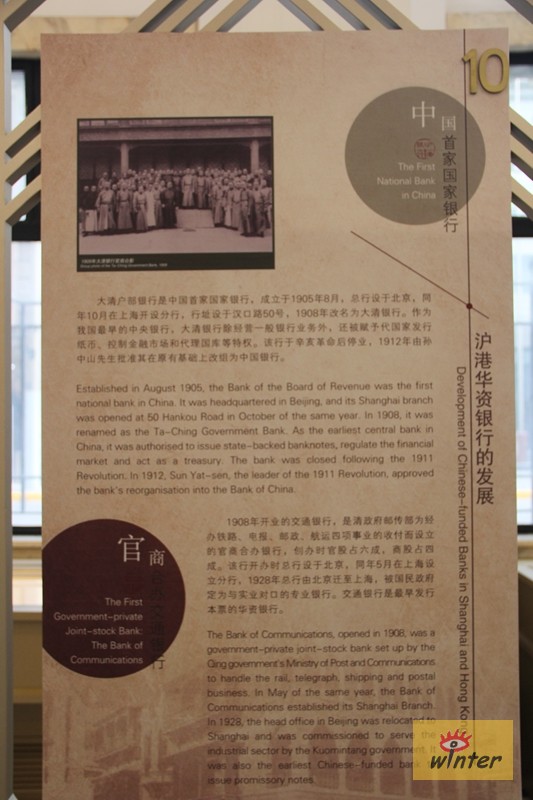 10
中国首家国家银行
The First
National Bank
in China
大清户部银行是中国首家国家银行，成立于1905年8月，总行设于北京，同
年10月在上海开设分行，行址设于汉口路50号，1908年改名为大清银行。作为
我国最早的中央银行，大清银行除经营一般银行业务外，还被赋予代国家发行
纸币、控制金融市场和代理国库等特权。该行于辛亥革命后停业，1912年由孙
中山先生批准其在原有基础上改组为中国银行。
Established in August 1905, the Bank of the Board of Revenue was the first
national bank in China. It was headquartered in Beijing, and its Shanghai branch
was opened at 50 Hankou Road in October of the same year. In 1908, it was
renamed as the Ta-Ching Government Bank. As the earliest central bank in
China, it was authorised to issue state-backed banknotes, regulate the financial
market and act as a treasury. The bank was closed following the 1911
Revolution. In 1912, Sun Yat-sen, the leader of the 1911 Revolution, approved
the bank's reorganisation into the Bank of China.
沪港华资银行的发展
Development of Chinese-funded Banks in Shanghai and Hong Kong
官商
行
The First
Government-private
Joint-stock Bank:
The Bank of
Communications
1908年开业的交通银行，是清政府邮传部为经
办铁路、电报、邮政、航运四项事业的收付而设立
的官商合办银行，创办时官股占六成，商股占四
成。该行开办时总行设于北京，同年5月在上海设
立分行，1928年总行由北京迁至上海，被国民政府
定为与实业对口的专业银行。交通银行是最早发行
本票的华资银行。
The Bank of Communications, opened in 1908, was a
government-private joint-stock bank set up by the
Qing government's Ministry of Post and Communications
to handle the rail, telegraph, shipping and postal
business. In May of the same year, the Bank of
Communications established its Shanghai Branch.
In 1928, the head office in Beijing was relocated to
Shanghai and was commissioned to serve the
industrial sector by the Kuomintang government. It
was also the earliest Chinese-funded bank
issue promissory notes.
winter